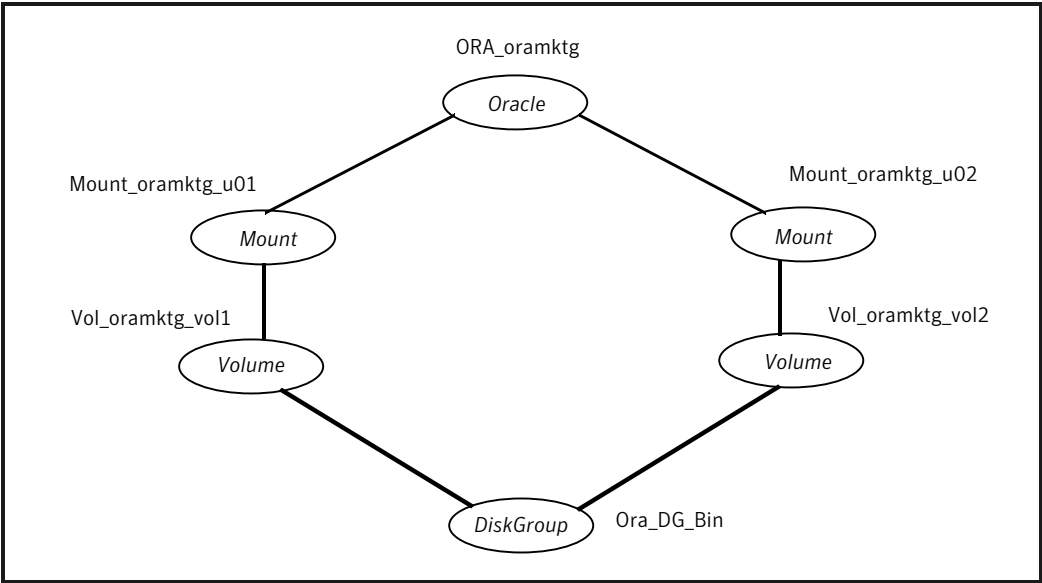 ORA_oramktg
Oracle
Mount_oramktg_u01
Mount_oramktg_u02
Mount
Mount
Vol_oramktg_vol1
Vol_oramktg_vol2
Volume
Volume
DiskGroup
Ora_DG_Bin